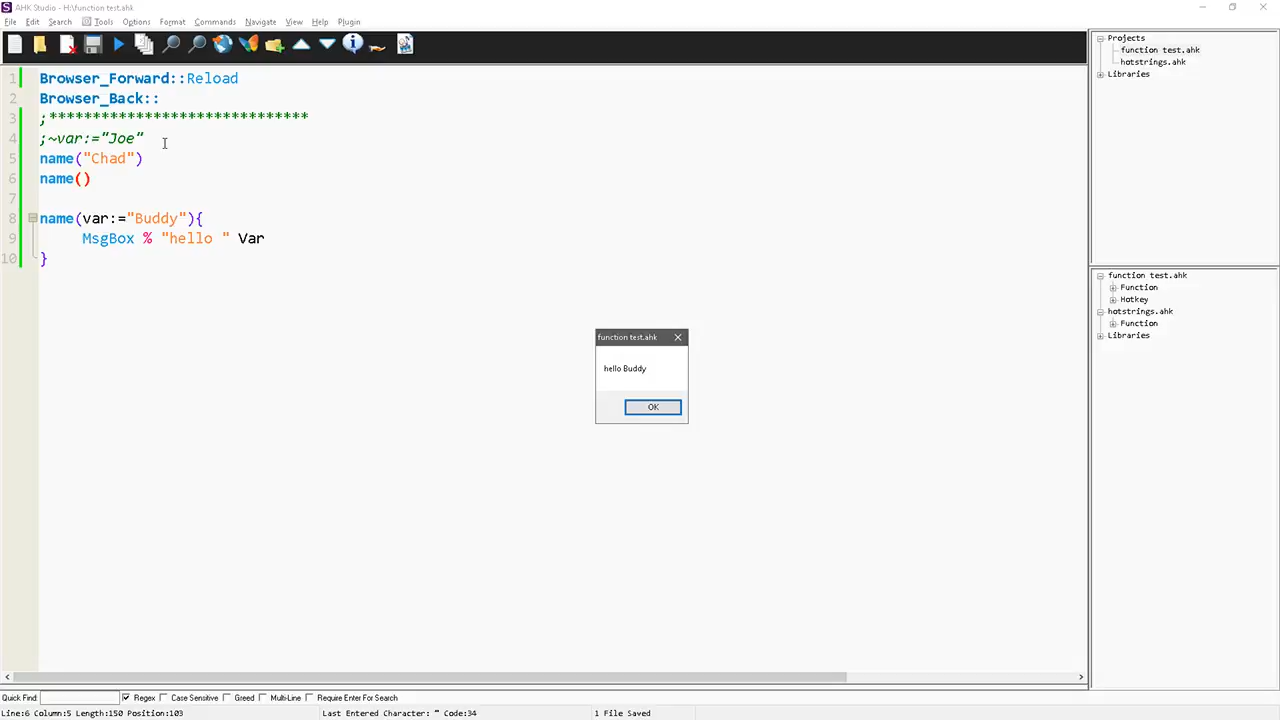 AHK Studio - H:\function test.ahk
File Edit Search Tools Options Format Commands Navigate View Help Plugin
1 Browser_Forward::Reload
2 Browser_Back::
3 ;******************************
4 ;~var:="Joe"
5 name("Chad")
6 name()
7
8 name(var:="Buddy"){
9 MsgBox % "hello " Var
10 }
function test.ahk
hello Buddy
OK
Projects
function test.ahk
hotstrings.ahk
Libraries
function test.ahk
Function
Hotkey
hotstrings.ahk
Function
Libraries
Quick Find Regex Case Sensitive Greed Multi-Line Require Enter For Search
Line:6 Column:5 Length:150 Position:103 Last Entered Character: " Code:34 1 File Saved